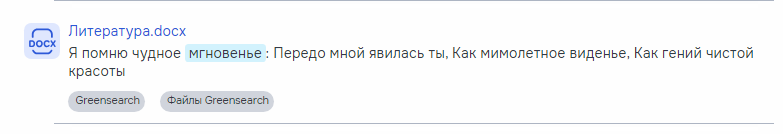 Литература.docx
DOCX
Я помню чудное мгновенье: Передо мной явилась ты, Как мимолетное виденье, Как гений чистой
красоты
Greensearch Файлы Greensearch